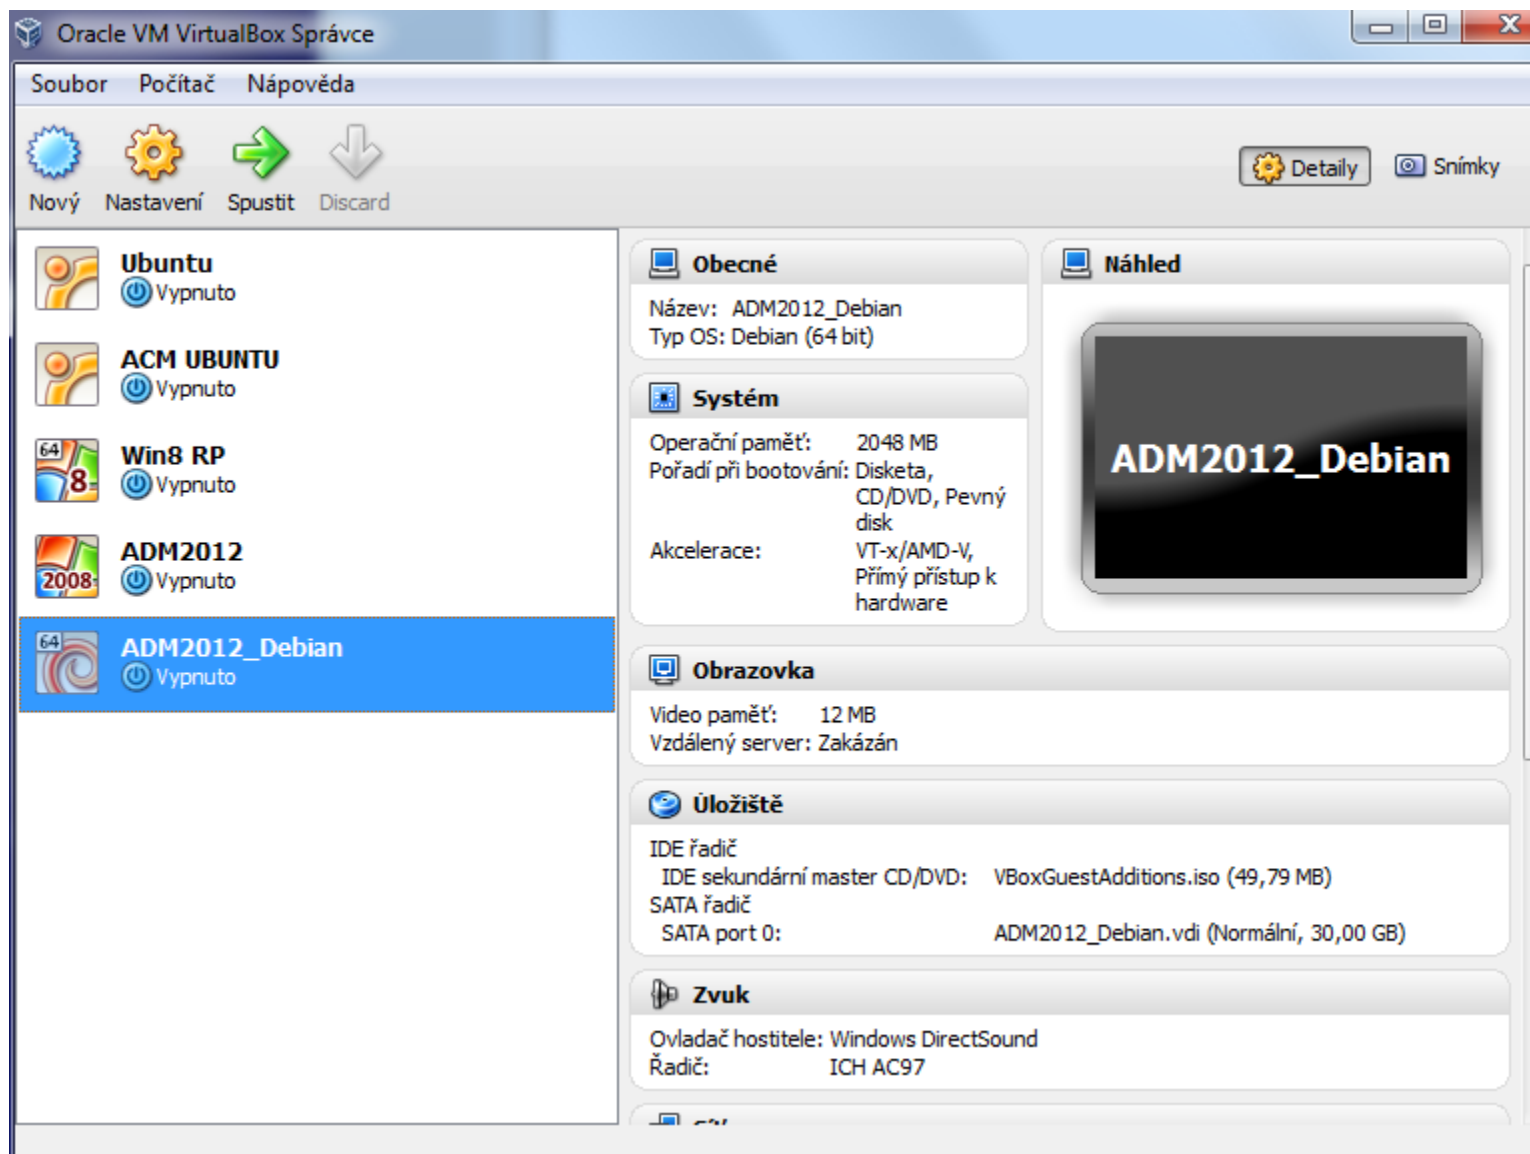 Oracle VM VirtualBox Správce
Soubor Počítač Nápověda
Nový Nastavení Spustit Discard
Detaily Snímky
Ubuntu
Vypnuto
ACM UBUNTU
Vypnuto
64
8
Win8 RP
Vypnuto
2008
ADM2012
Vypnuto
64
ADM2012_Debian
Vypnuto
Obecné
Název: ADM2012_Debian
Typ OS: Debian (64 bit)
Systém
Operační paměť: 2048 MB
Pořadí při bootování: Disketa,
CD/DVD, Pevný
disk
Akcelerace: VT-x/AMD-V,
Přímý přístup k
hardware
Náhled
ADM2012_Debian
Obrazovka
Video paměť: 12 MB
Vzdálený server: Zakázán
Úložiště
IDE řadič
IDE sekundární master CD/DVD: VBoxGuestAdditions.iso (49,79 MB)
SATA řadič
SATA port 0: ADM2012_Debian.vdi (Normální, 30,00 GB)
Zvuk
Ovladač hostitele: Windows DirectSound
Řadič: ICH AC97